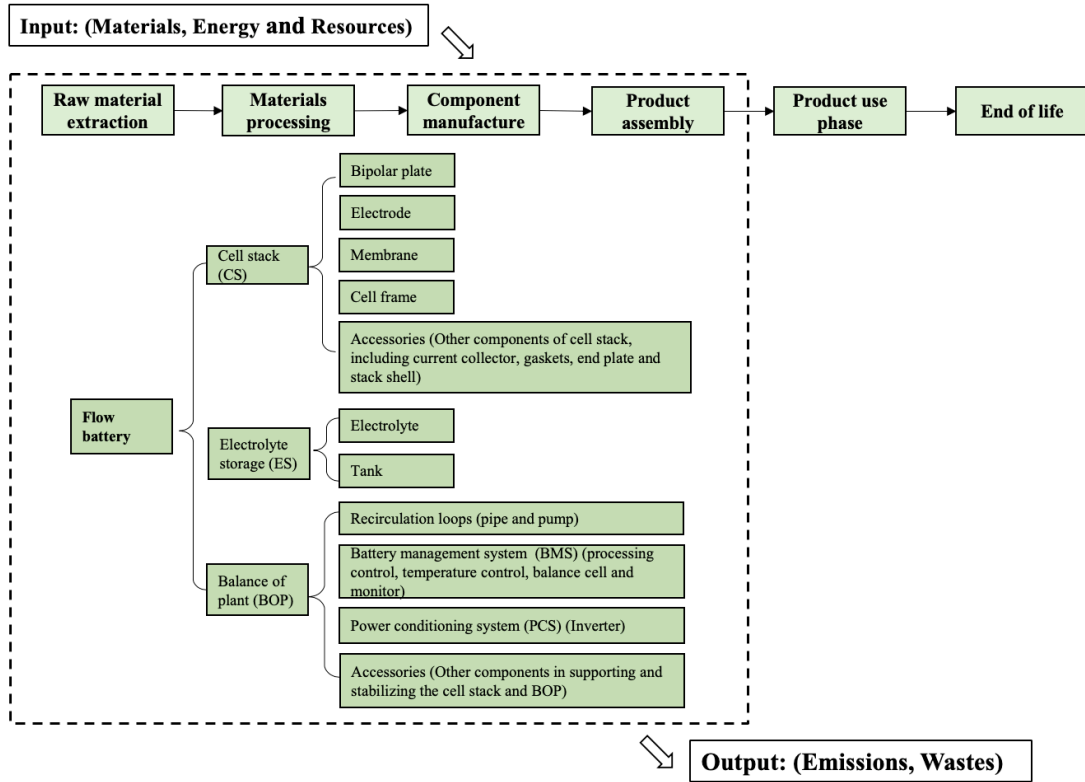 Input: (Materials, Energy and Resources)
Raw material
extraction
Materials
processing
Component
manufacture
Product
assembly
Product use
phase
End of life
Bipolar plate
Electrode
Cell stack
(CS)
Membrane
Cell frame
Accessories (Other components of cell stack,
including current collector, gaskets, end plate and
stack shell)
Flow
battery
Electrolyte
storage (ES)
Electrolyte
Tank
Balance of
plant (BOP)
Recirculation loops (pipe and pump)
Battery management system (BMS) (processing
control, temperature control, balance cell and
monitor)
Power conditioning system (PCS) (Inverter)
Accessories (Other components in supporting and
stabilizing the cell stack and BOP)
Output: (Emissions, Wastes)